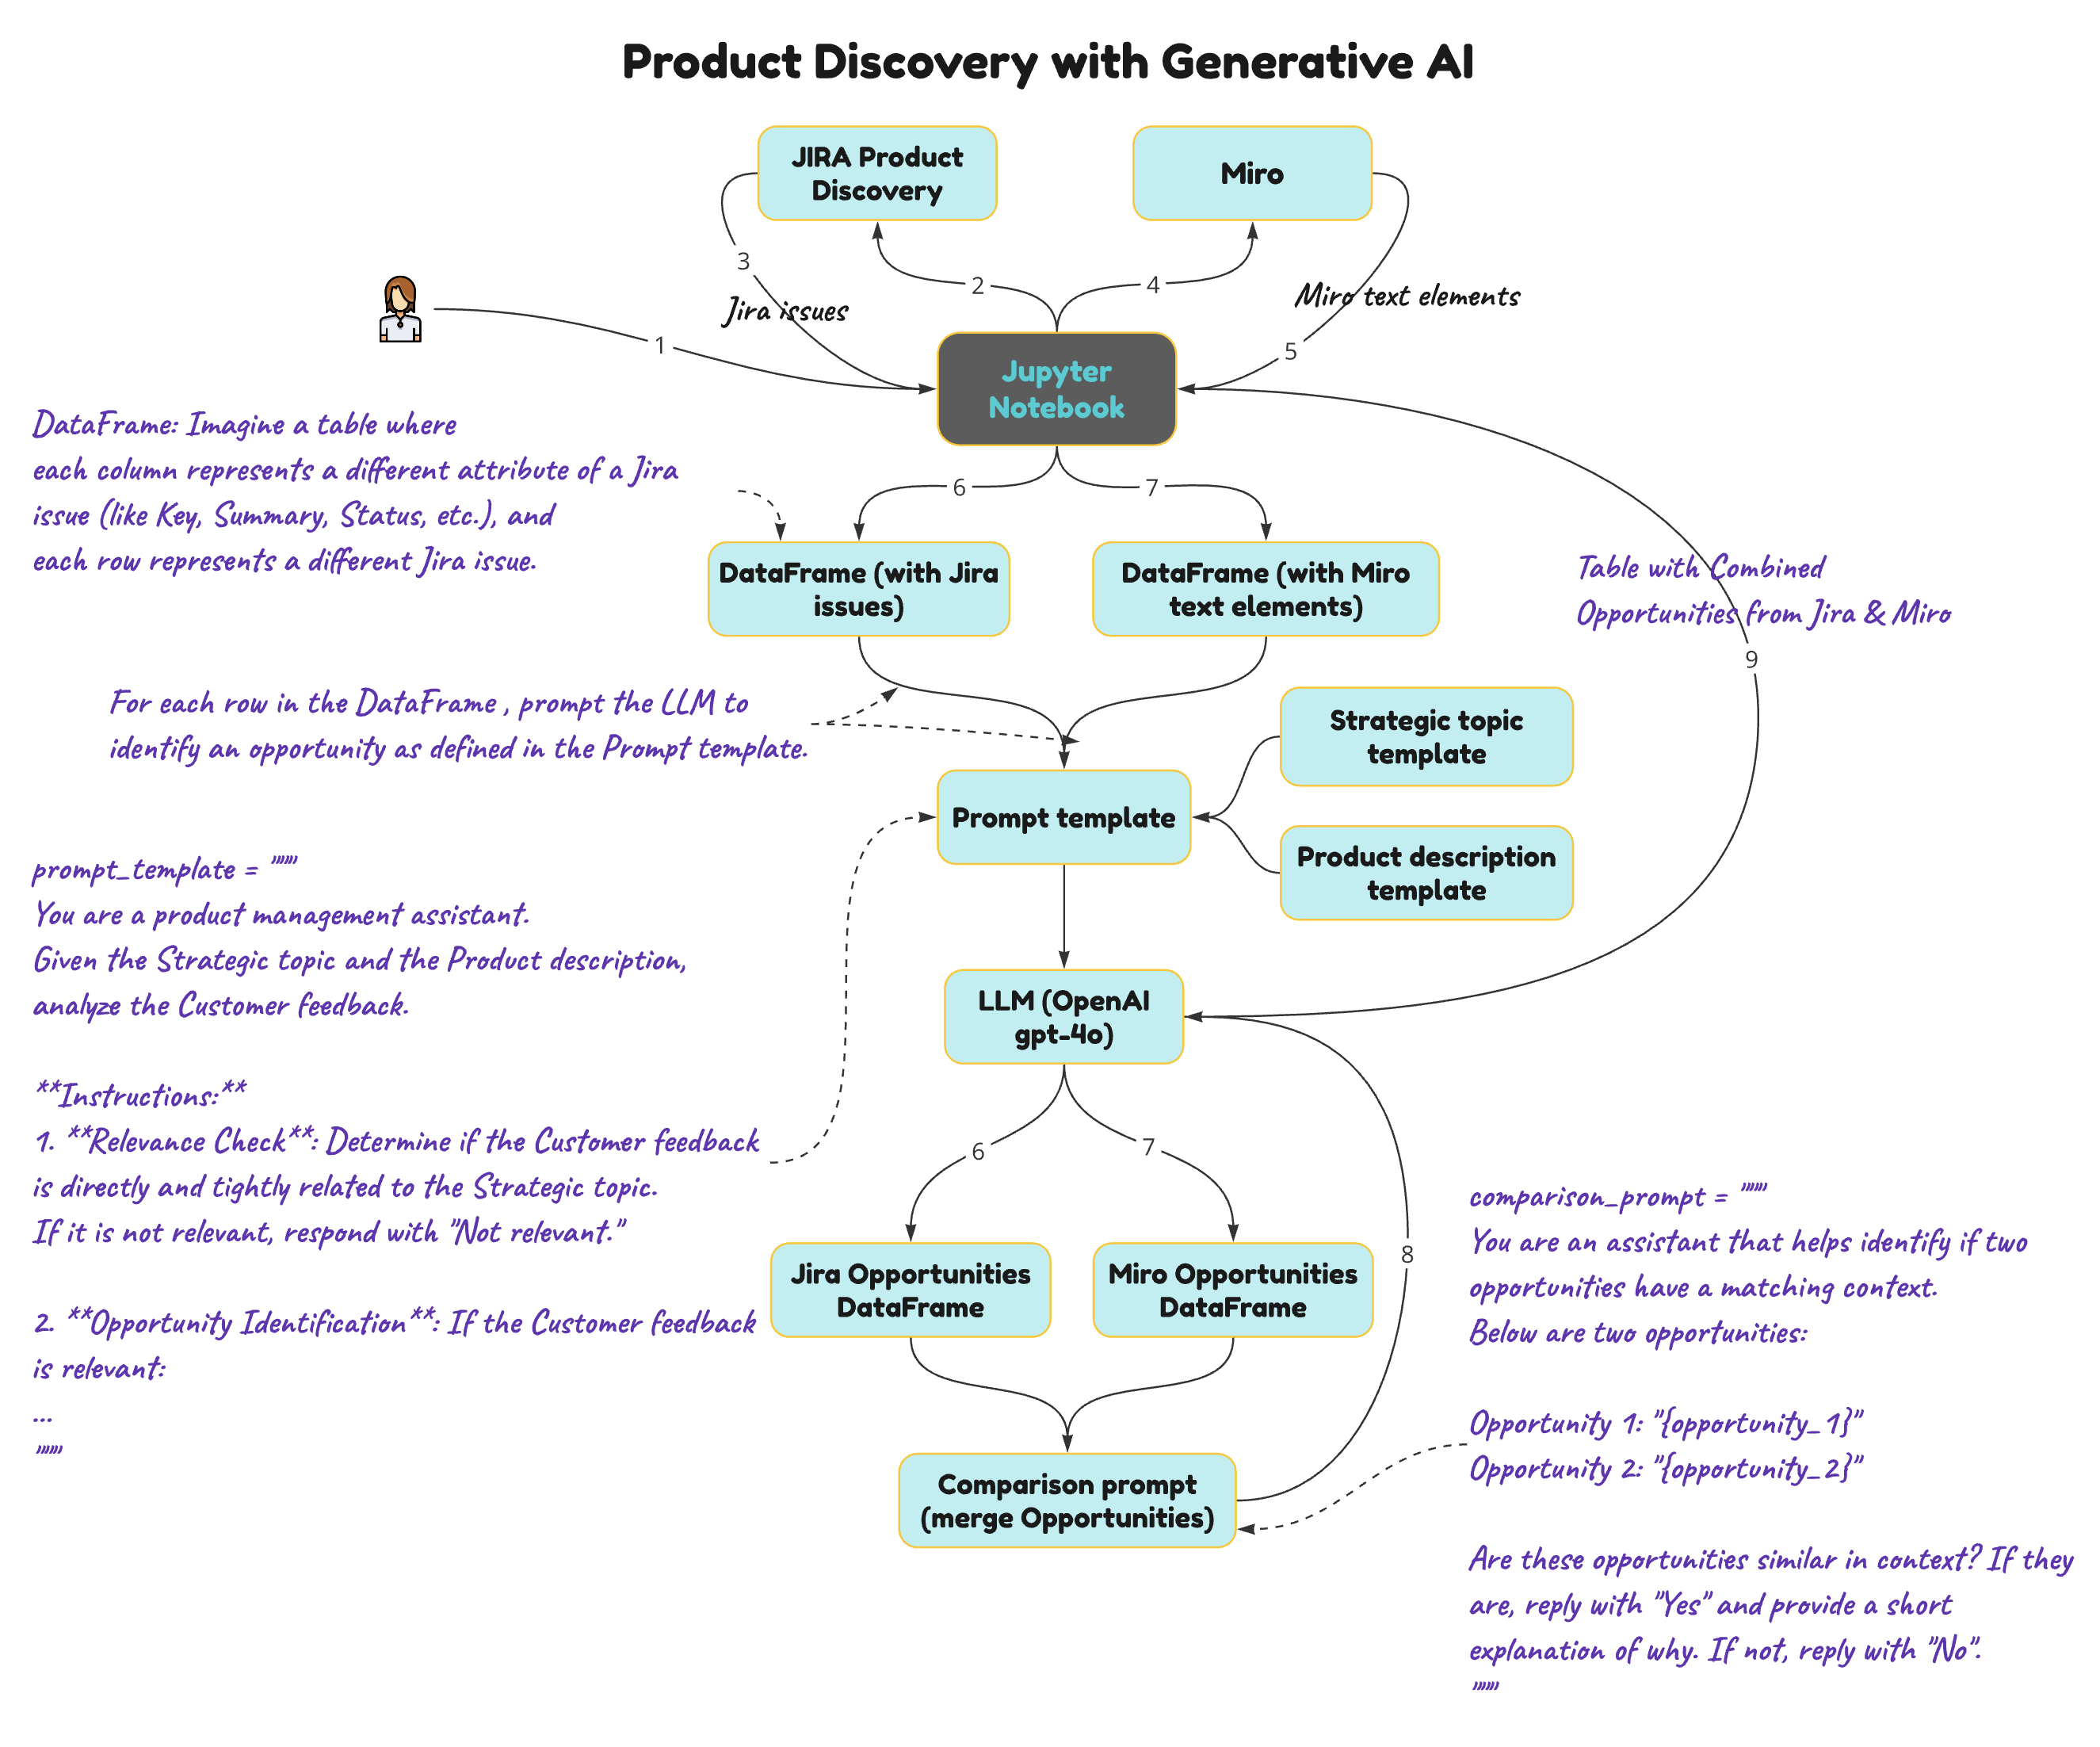 Product Discovery with Generative AI
JIRA Product
Discovery
Miro
3
2
4
Jira issues
Miro text elements
1
5
Jupyter
Notebook
DataFrame: Imagine a table where
each column represents a different attribute of a Jira
issue (like Key, Summary, Status, etc.), and
each row represents a different Jira issue.
6
7
DataFrame (with Jira
issues)
DataFrame (with Miro
text elements)
Table with Combined
Opportunities from Jira & Miro
9
For each row in the DataFrame , prompt the LLM to
identify an opportunity as defined in the Prompt template.
Strategic topic
template
Prompt template
Product description
template
prompt_template = """
You are a product management assistant.
Given the Strategic topic and the Product description,
analyze the Customer feedback.
**Instructions:**
1. **Relevance Check**: Determine if the Customer feedback
is directly and tightly related to the Strategic topic.
If it is not relevant, respond with "Not relevant."
2. **Opportunity Identification**: If the Customer feedback
is relevant:
...
"""
LLM (OpenAI
gpt-4o)
6
7
8
Jira Opportunities
DataFrame
Miro Opportunities
DataFrame
Comparison prompt
(merge Opportunities)
comparison_prompt = """
You are an assistant that helps identify if two
opportunities have a matching context.
Below are two opportunities:
Opportunity 1: "{opportunity_1}"
Opportunity 2: "{opportunity_2}"
Are these opportunities similar in context? If they
are, reply with "Yes" and provide a short
explanation of why. If not, reply with "No".
"""